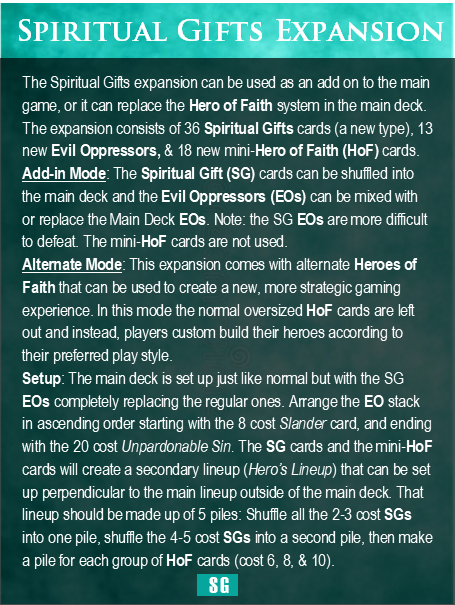 SPIRITUAL GIFTS EXPANSION
The Spiritual Gifts expansion can be used as an add on to the main
game, or it can replace the Hero of Faith system in the main deck.
The expansion consists of 36 Spiritual Gifts cards (a new type), 13
new Evil Oppressors, & 18 new mini-Hero of Faith (HoF) cards.
Add-in Mode: The Spiritual Gift (SG) cards can be shuffled into
the main deck and the Evil Oppressors (EOs) can be mixed with
or replace the Main Deck EOs. Note: the SG EOs are more difficult
to defeat. The mini-HoF cards are not used.
Alternate Mode: This expansion comes with alternate Heroes of
Faith that can be used to create a new, more strategic gaming
experience. In this mode the normal oversized HoF cards are left
out and instead, players custom build their heroes according to
their preferred play style.
Setup: The main deck is set up just like normal but with the SG
EOs completely replacing the regular ones. Arrange the EO stack
in ascending order starting with the 8 cost Slander card, and ending
with the 20 cost Unpardonable Sin. The SG cards and the mini-HoF
cards will create a secondary lineup (Hero's Lineup) that can be set
up perpendicular to the main lineup outside of the main deck. That
lineup should be made up of 5 piles: Shuffle all the 2-3 cost SGs
into one pile, shuffle the 4-5 cost SGs into a second pile, then make
a pile for each group of HoF cards (cost 6, 8, & 10).
SG